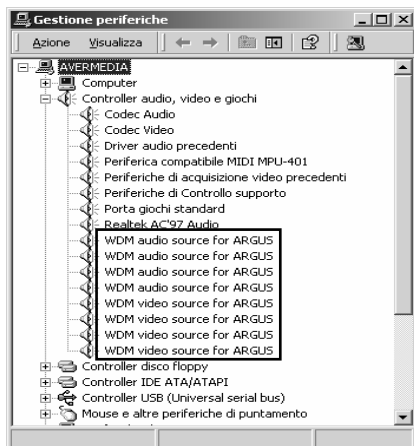 Gestione periferiche
Azione Visualizza
AVERMEDIA
Computer
Controller audio, video e giochi
Codec Audio
Codec Video
Driver audio precedenti
Periferica compatibile MIDI MPU-401
Periferiche di acquisizione video precedenti
Periferiche di Controllo supporto
Porta giochi standard
Realtek AC'97 Audio
WDM audio source for ARGUS
WDM audio source for ARGUS
WDM audio source for ARGUS
WDM audio source for ARGUS
WDM video source for ARGUS
WDM video source for ARGUS
WDM video source for ARGUS
WDM video source for ARGUS
Controller disco floppy
Controller IDE ATA/ATAPI
Controller USB (Universal serial bus)
Mouse e altre periferiche di puntamento